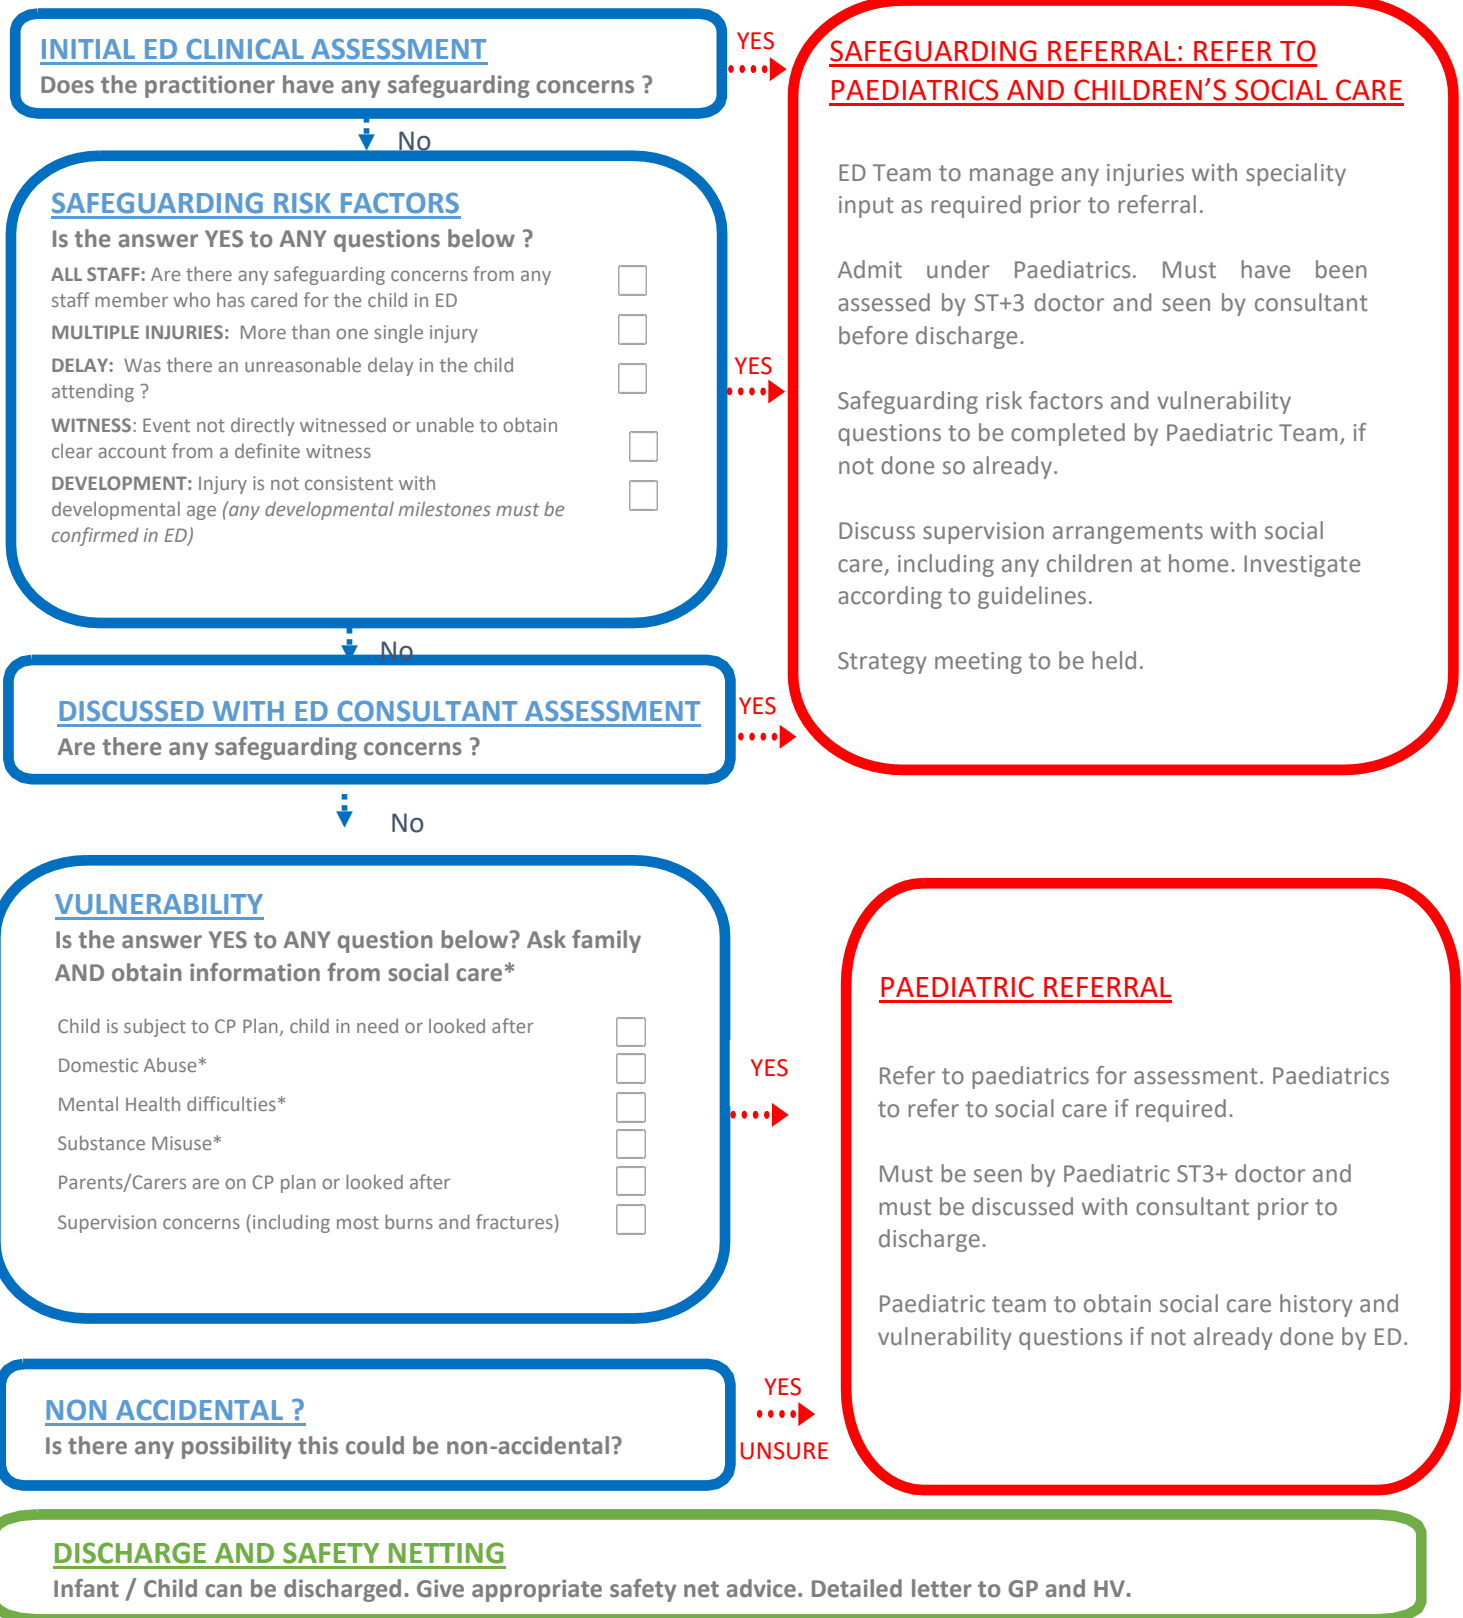 INITIAL ED CLINICAL ASSESSMENT
Does the practitioner have any safeguarding concerns ?
YES
No
SAFEGUARDING RISK FACTORS
Is the answer YES to ANY questions below ?
ALL STAFF: Are there any safeguarding concerns from any
staff member who has cared for the child in ED
MULTIPLE INJURIES: More than one single injury
DELAY: Was there an unreasonable delay in the child
attending ?
WITNESS: Event not directly witnessed or unable to obtain
clear account from a definite witness
DEVELOPMENT: Injury is not consistent with
developmental age (any developmental milestones must be
confirmed in ED)
YES
No
DISCUSSED WITH ED CONSULTANT ASSESSMENT
Are there any safeguarding concerns ?
YES
No
SAFEGUARDING REFERRAL: REFER TO
PAEDIATRICS AND CHILDREN’S SOCIAL CARE
ED Team to manage any injuries with speciality
input as required prior to referral.
Admit under Paediatrics. Must have been
assessed by ST+3 doctor and seen by consultant
before discharge.
Safeguarding risk factors and vulnerability
questions to be completed by Paediatric Team, if
not done so already.
Discuss supervision arrangements with social
care, including any children at home. Investigate
according to guidelines.
Strategy meeting to be held.
VULNERABILITY
Is the answer YES to ANY question below? Ask family
AND obtain information from social care*
Child is subject to CP Plan, child in need or looked after
Domestic Abuse*
Mental Health difficulties*
Substance Misuse*
Parents/Carers are on CP plan or looked after
Supervision concerns (including most burns and fractures)
YES
PAEDIATRIC REFERRAL
Refer to paediatrics for assessment. Paediatrics
to refer to social care if required.
Must be seen by Paediatric ST3+ doctor and
must be discussed with consultant prior to
discharge.
Paediatric team to obtain social care history and
vulnerability questions if not already done by ED.
NON ACCIDENTAL ?
Is there any possibility this could be non-accidental?
YES
UNSURE
DISCHARGE AND SAFETY NETTING
Infant / Child can be discharged. Give appropriate safety net advice. Detailed letter to GP and HV.